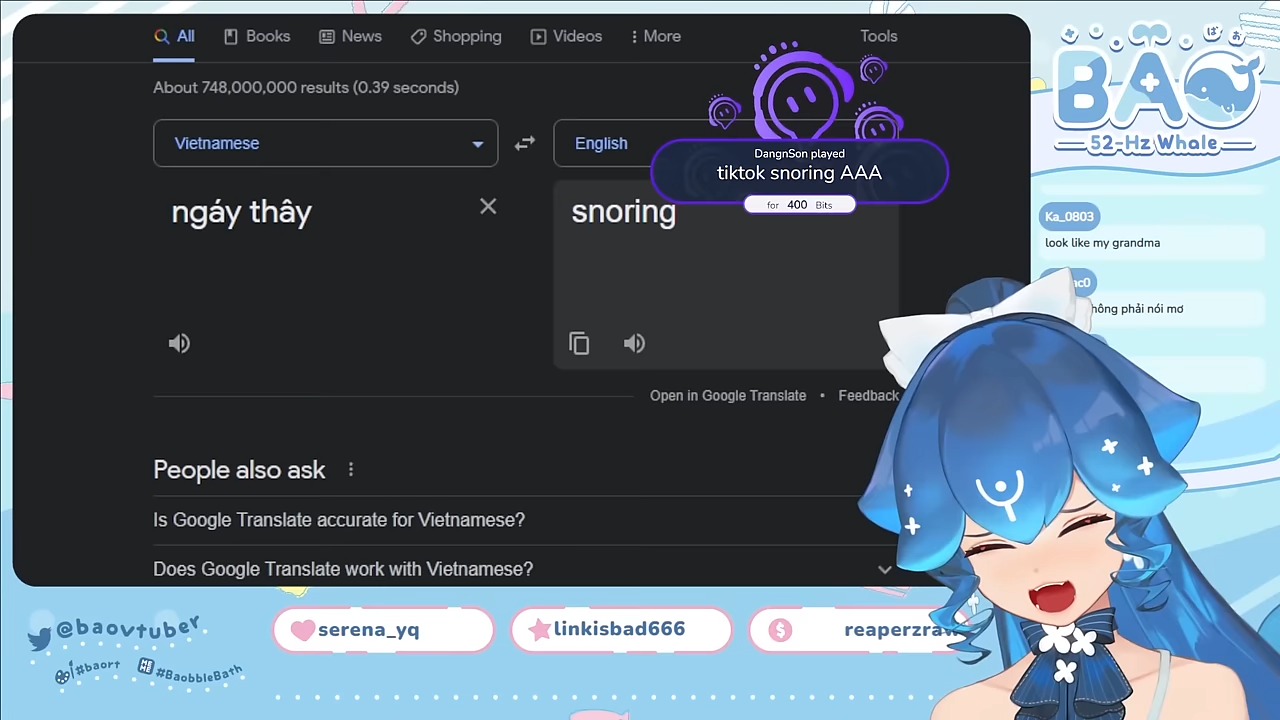 All
Books
News
Shopping
Videos
More
Tools
About 748,000,000 results (0.39 seconds)
Vietnamese
English
ngáy thây
snoring
DangnSon played
tiktok snoring AAA
for 400 Bits
Open in Google Translate • Feedback
People also ask
Is Google Translate accurate for Vietnamese?
Does Google Translate work with Vietnamese?
BAO
ばお
52-Hz Whale
Ka_0803
look like my grandma
hông phải nói mơ
@baovtuber
#baort
#BaobbleBath
serena_yq
linkisbad666